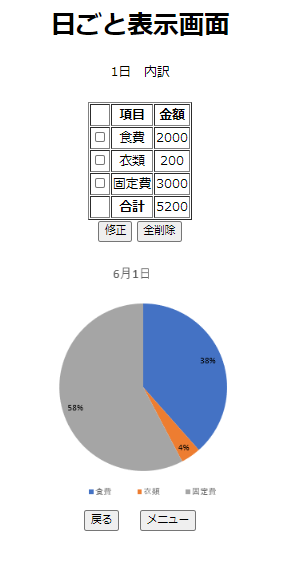 日ごと表示画面
1日　内訳
項目 金額
食費 2000
衣類 200
固定費 3000
合計 5200
修正 全削除
6月1日
38%
58%
4%
食費 衣類 固定費
戻る メニュー